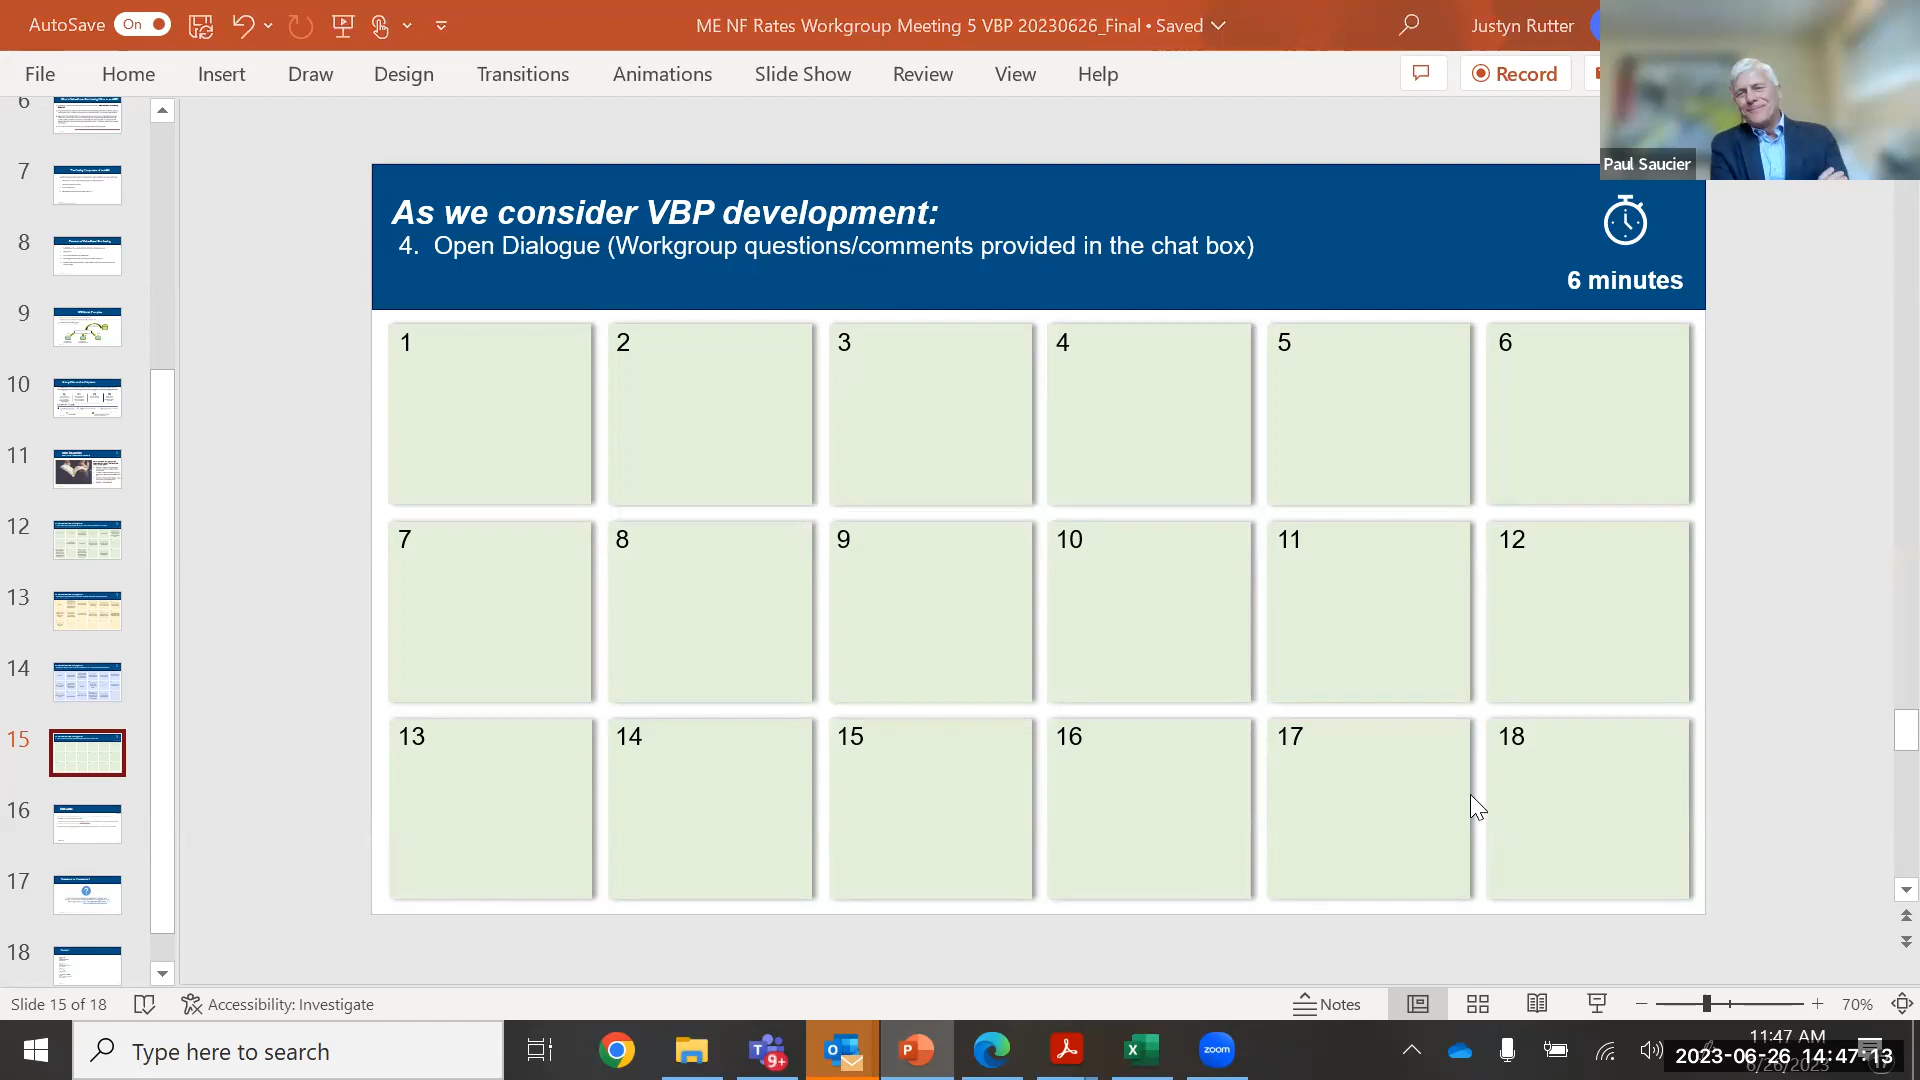 AutoSave On
ME NF Rates Workgroup Meeting 5 VBP 20230626_Final • Saved
Justyn Rutter
File Home Insert Draw Design Transitions Animations Slide Show Review View Help
Record
Paul Saucier
6
7
8
9
10
11
12
13
14
15
16
17
18
As we consider VBP development:
4. Open Dialogue (Workgroup questions/comments provided in the chat box)
6 minutes
1 2 3 4 5 6
7 8 9 10 11 12
13 14 15 16 17 18
Slide 15 of 18
Accessibility: Investigate
Notes
70%
Type here to search
9+
zoom
11:47 AM
2023-06-26 14:47:13
6/26/2023